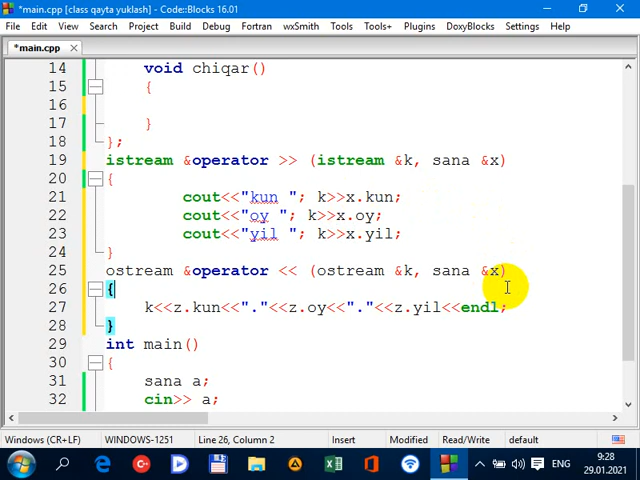 *main.cpp [class qayta yuklash] - Code::Blocks 16.01
File Edit View Search Project Build Debug Fortran wxSmith Tools Tools+ Plugins DoxyBlocks Settings Help
*main.cpp
14 void chiqar()
15 {
16
17 }
18 };
19 istream &operator >> (istream &k, sana &x)
20 {
21 cout<<"kun "; k>>x.kun;
22 cout<<"oy "; k>>x.oy;
23 cout<<"yil "; k>>x.yil;
24 }
25 ostream &operator << (ostream &k, sana &x)
26 {
27 k<<z.kun<<"."<<z.oy<<"."<<z.yil<<endl;
28 }
29 int main()
30 {
31 sana a;
32 cin>> a;
Windows (CR+LF) WINDOWS-1251 Line 26, Column 2 Insert Modified Read/Write default
ENG 9:28
29.01.2021